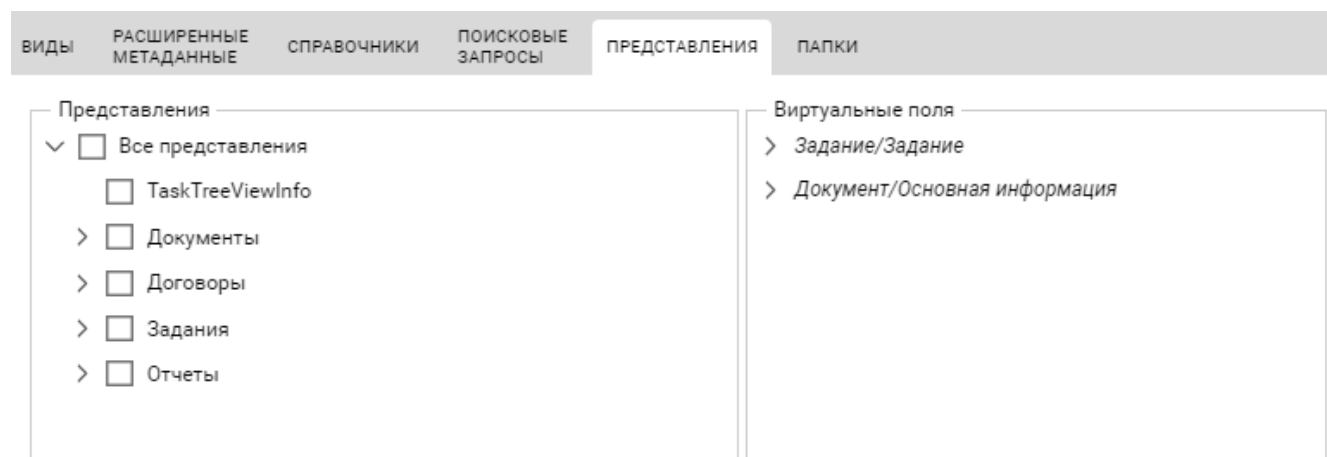 ВИДЫ
РАСШИРЕННЫЕ
МЕТАДАННЫЕ
СПРАВОЧНИКИ
ПОИСКОВЫЕ
ЗАПРОСЫ
ПРЕДСТАВЛЕНИЯ
ПАПКИ
Представления
Все представления
TaskTreeViewInfo
Документы
Договоры
Задания
Отчеты
Виртуальные поля
Задание/Задание
Документ/Основная информация